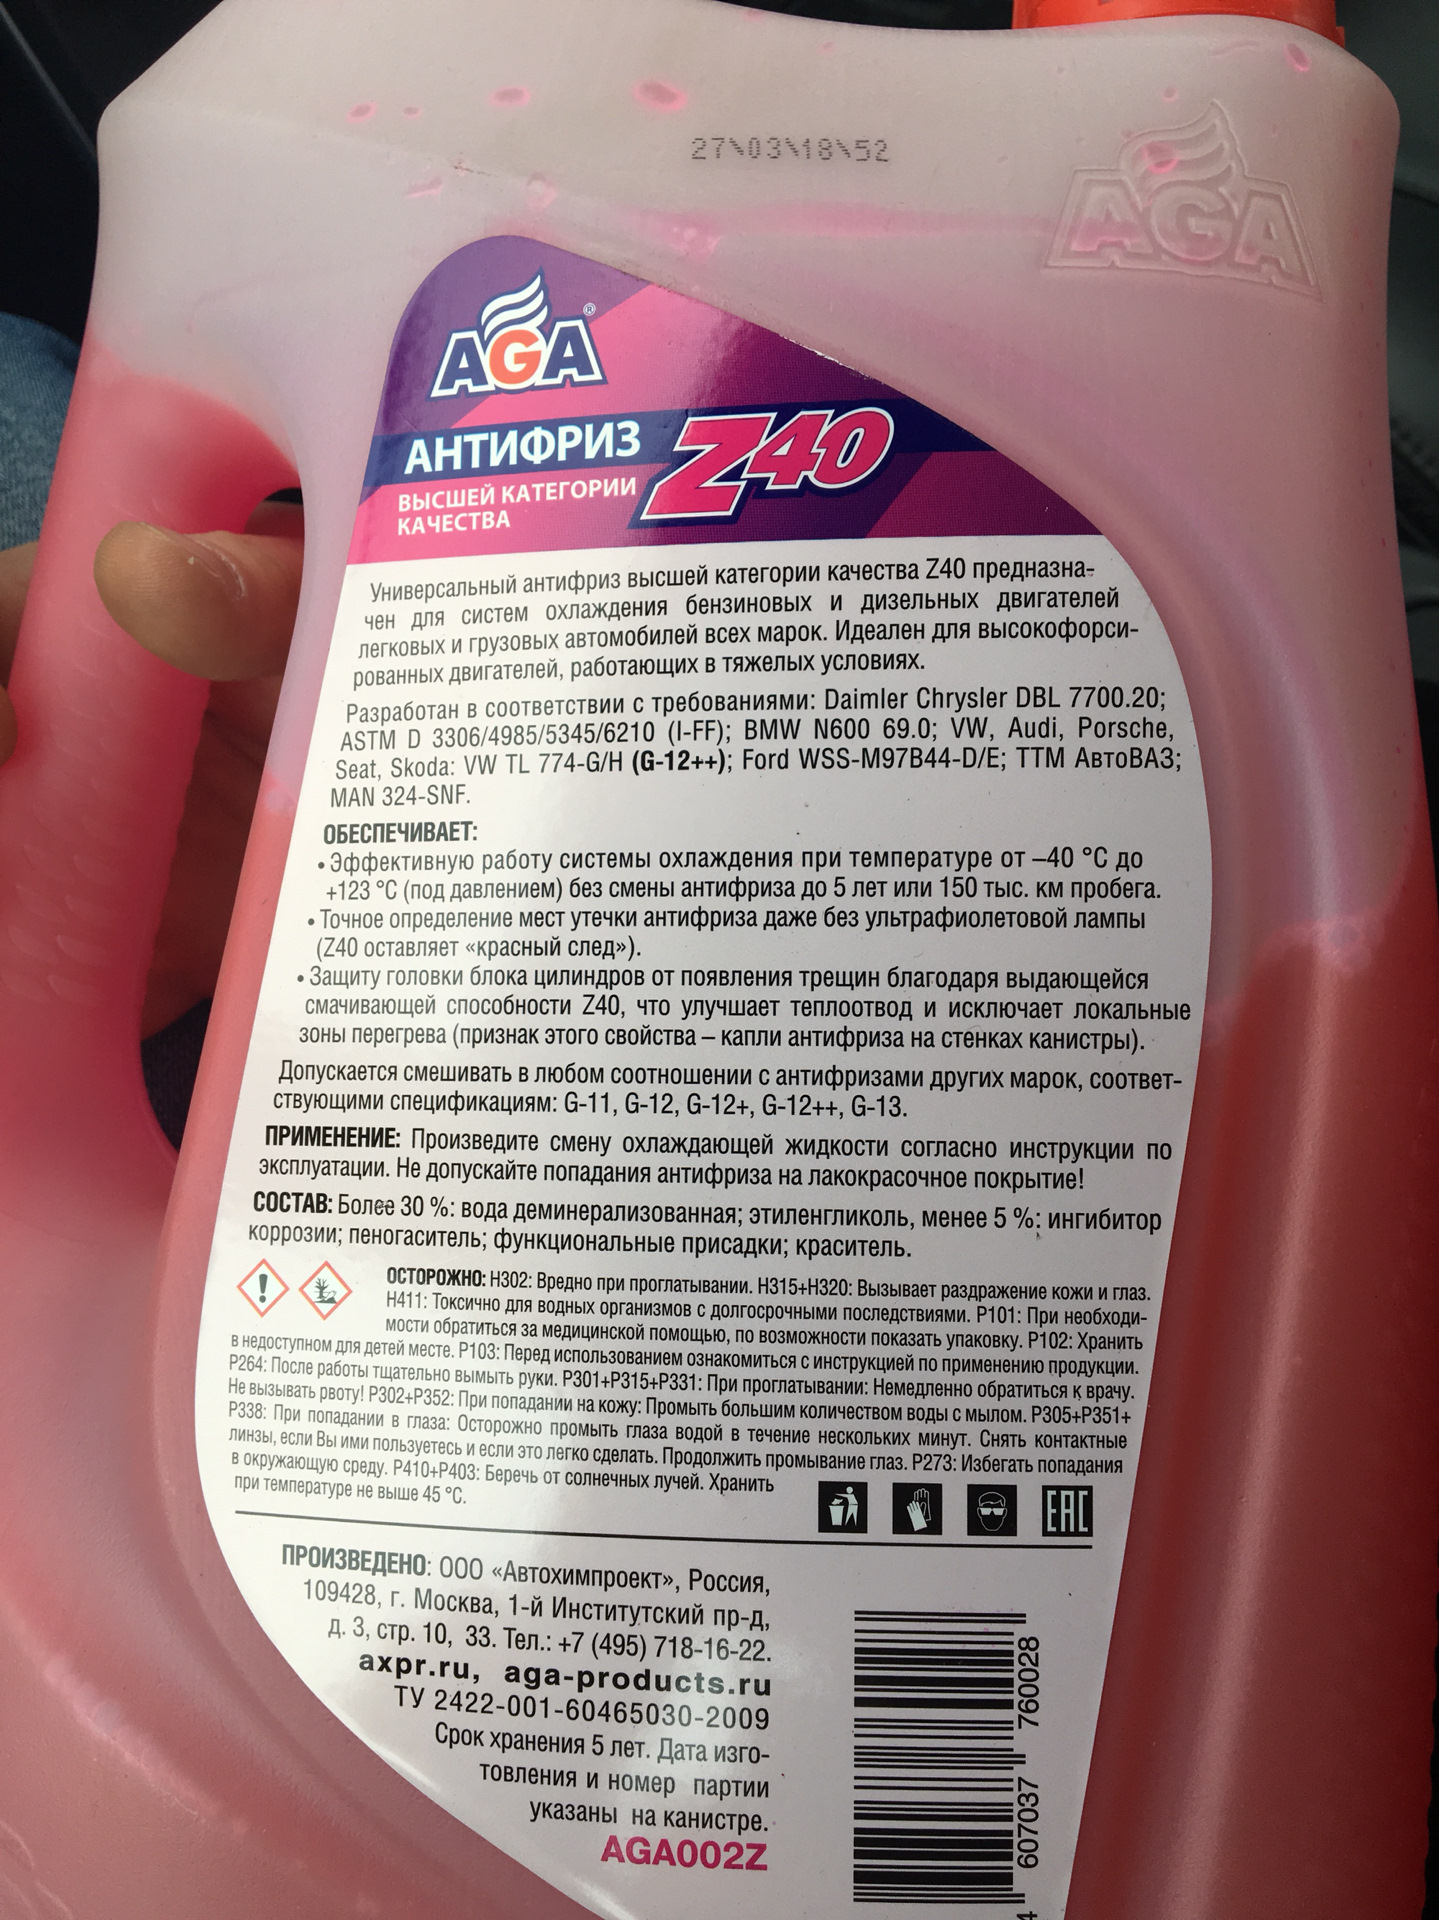 27\03\18\52
AGA
AGA®
АНТИФРИЗ Z40
ВЫСШЕЙ КАТЕГОРИИ
КАЧЕСТВА
Универсальный антифриз высшей категории качества Z40 предназна-
чен для систем охлаждения бензиновых и дизельных двигателей
легковых и грузовых автомобилей всех марок. Идеален для высокофорси-
рованных двигателей, работающих в тяжелых условиях.
Разработан в соответствии с требованиями: Daimler Chrysler DBL 7700.20;
ASTM D 3306/4985/5345/6210 (I-FF); BMW N600 69.0; VW, Audi, Porsche,
Seat, Skoda: VW TL 774-G/H (G-12++); Ford WSS-M97B44-D/E; ТТМ АвтоВАЗ;
MAN 324-SNF.
ОБЕСПЕЧИВАЕТ:
• Эффективную работу системы охлаждения при температуре от –40 °С до
+123 °С (под давлением) без смены антифриза до 5 лет или 150 тыс. км пробега.
• Точное определение мест утечки антифриза даже без ультрафиолетовой лампы
(Z40 оставляет «красный след»).
• Защиту головки блока цилиндров от появления трещин благодаря выдающейся
смачивающей способности Z40, что улучшает теплоотвод и исключает локальные
зоны перегрева (признак этого свойства – капли антифриза на стенках канистры).
Допускается смешивать в любом соотношении с антифризами других марок, соответ-
ствующими спецификациям: G-11, G-12, G-12+, G-12++, G-13.
ПРИМЕНЕНИЕ: Произведите смену охлаждающей жидкости согласно инструкции по
эксплуатации. Не допускайте попадания антифриза на лакокрасочное покрытие!
СОСТАВ: Более 30 %: вода деминерализованная; этиленгликоль, менее 5 %: ингибитор
коррозии; пеногаситель; функциональные присадки; краситель.
ОСТОРОЖНО: H302: Вредно при проглатывании. H315+H320: Вызывает раздражение кожи и глаз.
H411: Токсично для водных организмов с долгосрочными последствиями. P101: При необходи-
мости обратиться за медицинской помощью, по возможности показать упаковку. P102: Хранить
в недоступном для детей месте. P103: Перед использованием ознакомиться с инструкцией по применению продукции.
P264: После работы тщательно вымыть руки. P301+P315+P331: При проглатывании: Немедленно обратиться к врачу.
Не вызывать рвоту! P302+P352: При попадании на кожу: Промыть большим количеством воды с мылом. P305+P351+
P338: При попадании в глаза: Осторожно промыть глаза водой в течение нескольких минут. Снять контактные
линзы, если Вы ими пользуетесь и если это легко сделать. Продолжить промывание глаз. P273: Избегать попадания
в окружающую среду. P410+P403: Беречь от солнечных лучей. Хранить
при температуре не выше 45 °С.
EAC
ПРОИЗВЕДЕНО: ООО «Автохимпроект», Россия,
109428, г. Москва, 1-й Институтский пр-д,
д. 3, стр. 10, 33. Тел.: +7 (495) 718-16-22.
axpr.ru, aga-products.ru
ТУ 2422-001-60465030-2009
Срок хранения 5 лет. Дата изго-
товления и номер партии
указаны на канистре.
AGA002Z
4 607037 760028